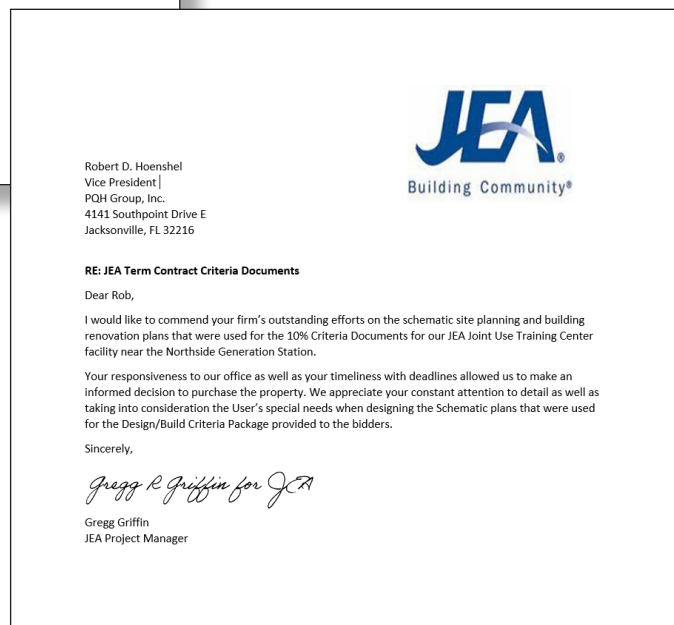 JEA®
Building Community®
Robert D. Hoenshel
Vice President
PQH Group, Inc.
4141 Southpoint Drive E
Jacksonville, FL 32216
RE: JEA Term Contract Criteria Documents
Dear Rob,
I would like to commend your firm’s outstanding efforts on the schematic site planning and building
renovation plans that were used for the 10% Criteria Documents for our JEA Joint Use Training Center
facility near the Northside Generation Station.
Your responsiveness to our office as well as your timeliness with deadlines allowed us to make an
informed decision to purchase the property. We appreciate your constant attention to detail as well as
taking into consideration the User’s special needs when designing the Schematic plans that were used
for the Design/Build Criteria Package provided to the bidders.
Sincerely,
Gregg R Griffin for JEA
Gregg Griffin
JEA Project Manager